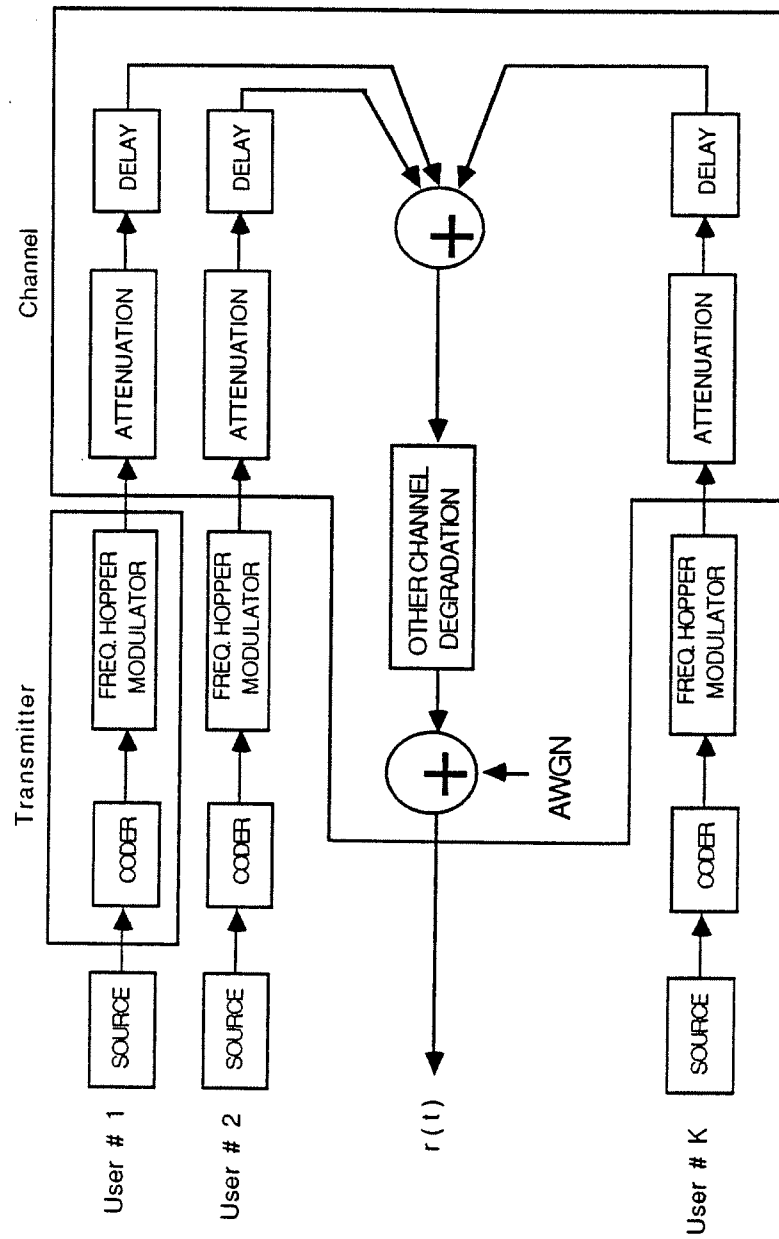 Transmitter
Channel
User # 1
SOURCE
CODER
FREQ. HOPPER
MODULATOR
ATTENUATION
DELAY
User # 2
SOURCE
CODER
FREQ. HOPPER
MODULATOR
ATTENUATION
DELAY
r ( t )
+
AWGN
OTHER CHANNEL
DEGRADATION
+
User # K
SOURCE
CODER
FREQ. HOPPER
MODULATOR
ATTENUATION
DELAY